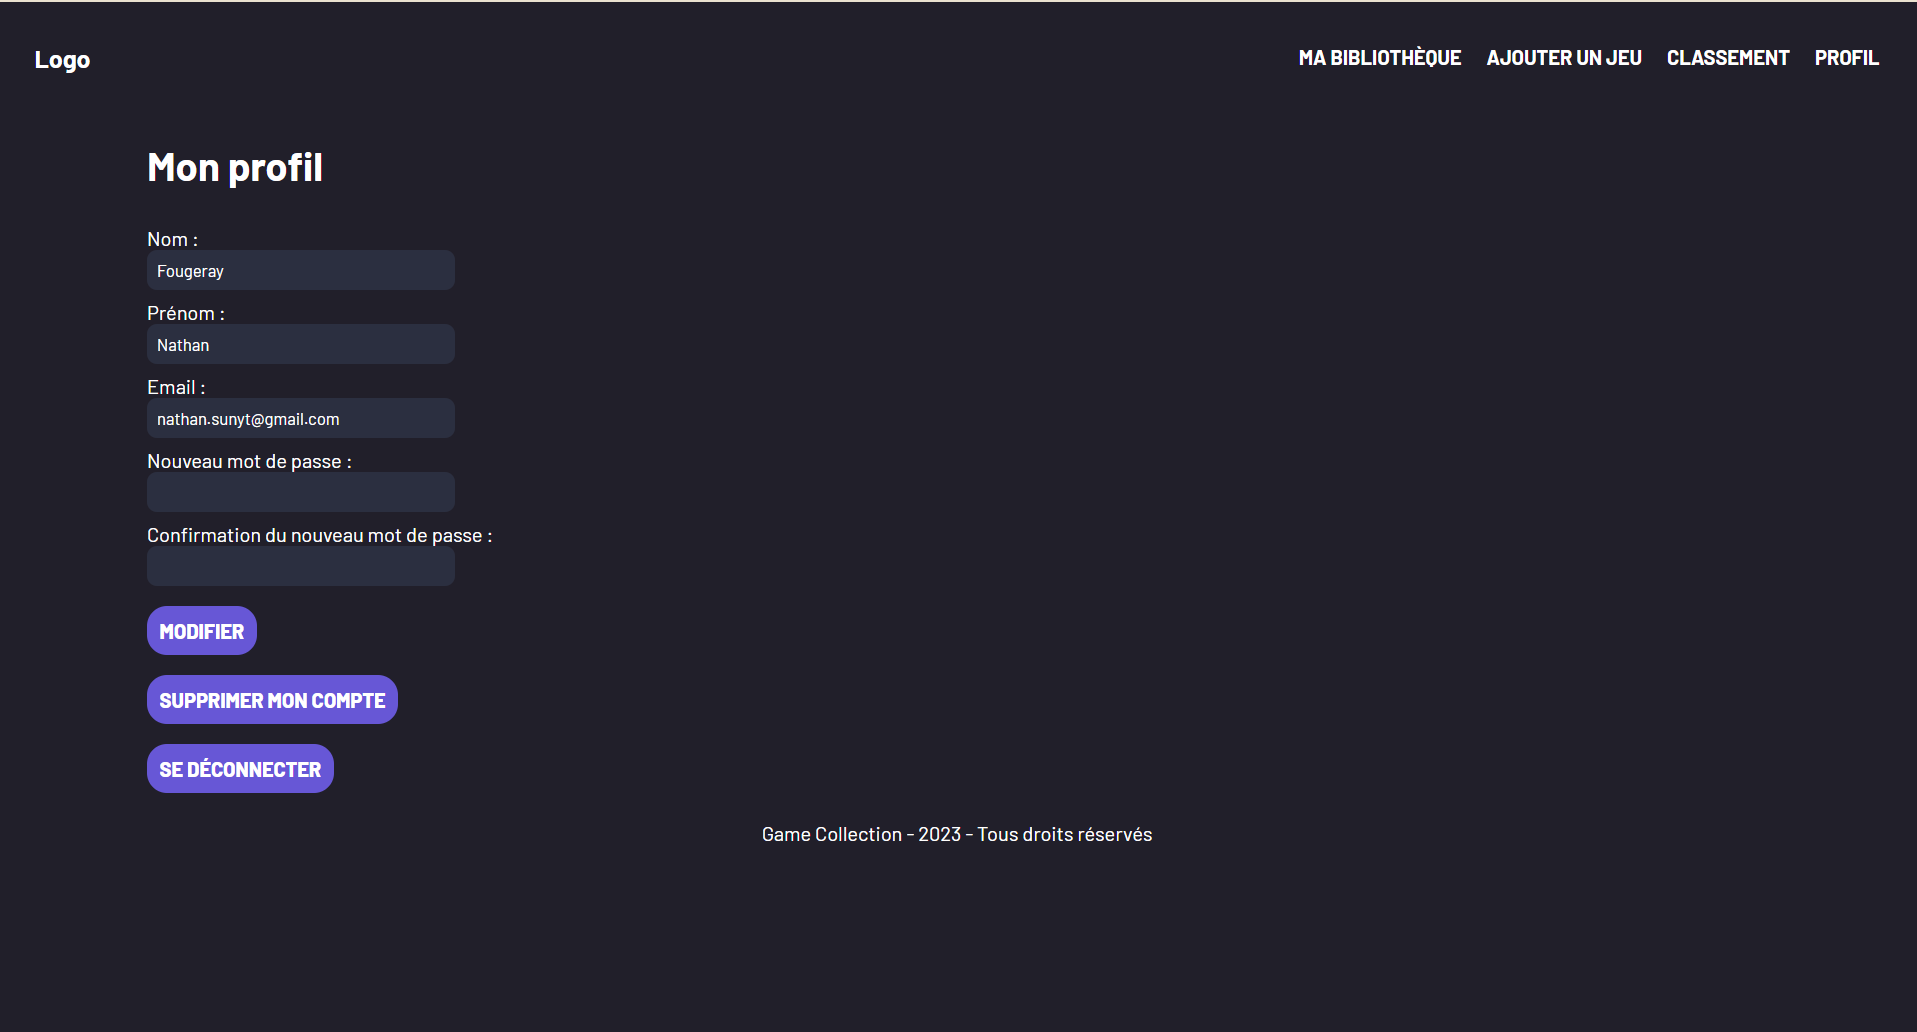 Logo
MA BIBLIOTHÈQUE AJOUTER UN JEU CLASSEMENT PROFIL
Mon profil
Nom :
Fougeray
Prénom :
Nathan
Email :
nathan.sunyt@gmail.com
Nouveau mot de passe :
Confirmation du nouveau mot de passe :
MODIFIER
SUPPRIMER MON COMPTE
SE DÉCONNECTER
Game Collection - 2023 - Tous droits réservés